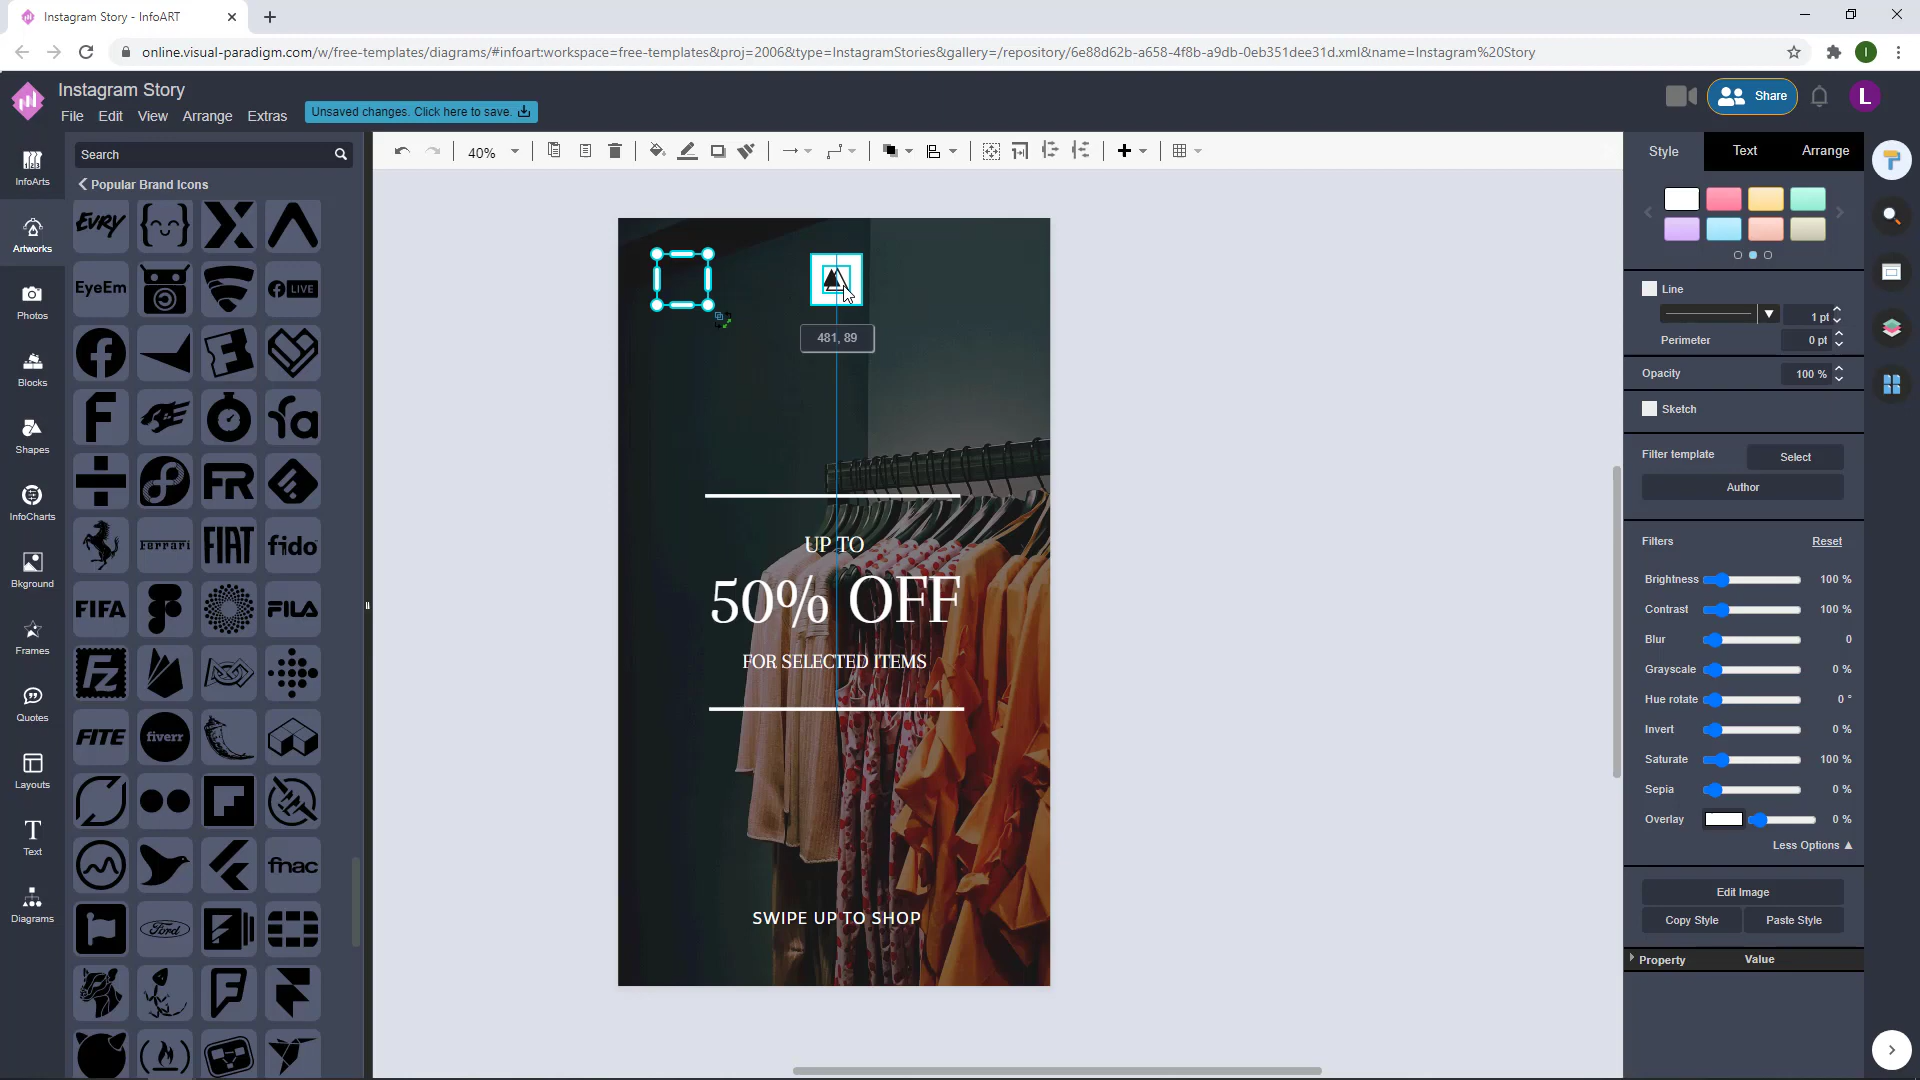 Instagram Story - InfoART
online.visual-paradigm.com/w/free-templates/diagrams/#infoart:workspace=free-templates&proj=2006&type=InstagramStories&gallery=/repository/6e88d62b-a658-4f8b-a9db-0eb351dee31d.xml&name=Instagram%20Story
I
Instagram Story
File
Edit
View
Arrange
Extras
Unsaved changes. Click here to save.
Share
L
InfoArts
Artworks
Photos
Blocks
Shapes
InfoCharts
Bkground
Frames
Quotes
Layouts
Text
Diagrams
Search
Popular Brand Icons
EVRY
EyeEm
LIVE
FR
Ferrari
FIAT
fido
FIFA
FILA
Fz
FITE
fiverr
fnac
Ford
40%
481, 89
UP TO
50% OFF
FOR SELECTED ITEMS
SWIPE UP TO SHOP
Style
Text
Arrange
Line
1 pt
Perimeter
0 pt
Opacity
100 %
Sketch
Filter template
Select
Author
Filters
Reset
Brightness
100 %
Contrast
100 %
Blur
0
Grayscale
0 %
Hue rotate
0 °
Invert
0 %
Saturate
100 %
Sepia
0 %
Overlay
0 %
Less Options
Edit Image
Copy Style
Paste Style
Property
Value